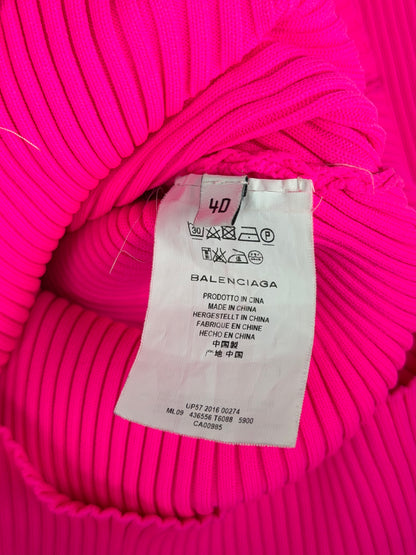 40
30 P
BALENCIAGA
PRODOTTO IN CINA
MADE IN CHINA
HERGESTELLT IN CHINA
FABRIQUE EN CHINE
HECHO EN CHINA
中国製
产地 中国
UP57 2016 00274
ML09 436556 T6088 5900
CA00985